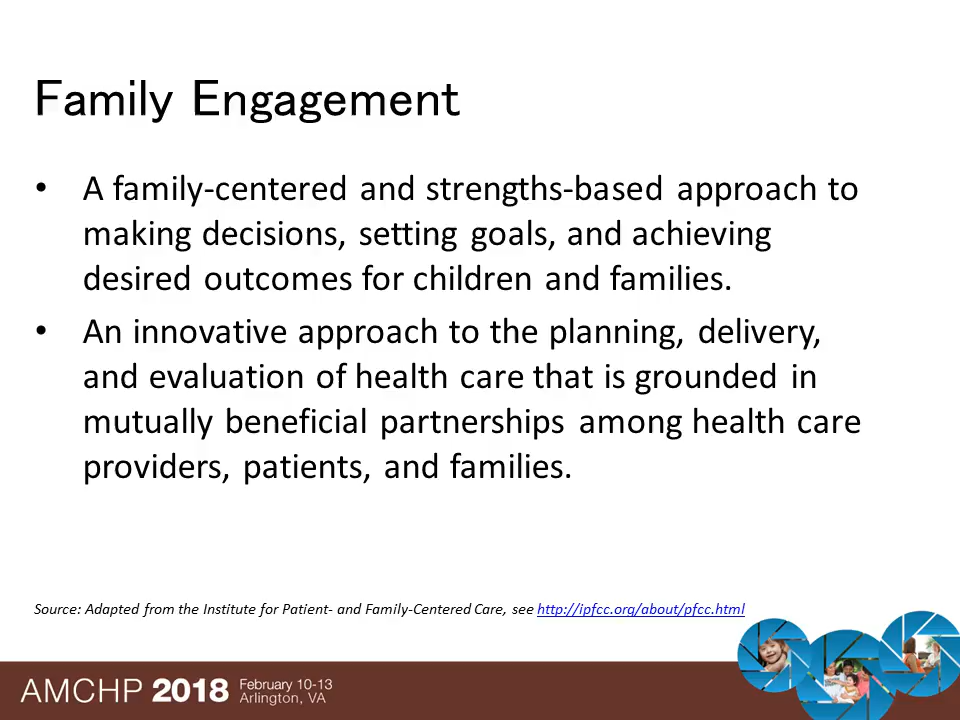 Family Engagement
• A family-centered and strengths-based approach to
making decisions, setting goals, and achieving
desired outcomes for children and families.
• An innovative approach to the planning, delivery,
and evaluation of health care that is grounded in
mutually beneficial partnerships among health care
providers, patients, and families.
Source: Adapted from the Institute for Patient- and Family-Centered Care, see http://ipfcc.org/about/pfcc.html
AMCHP 2018 February 10-13
Arlington, VA